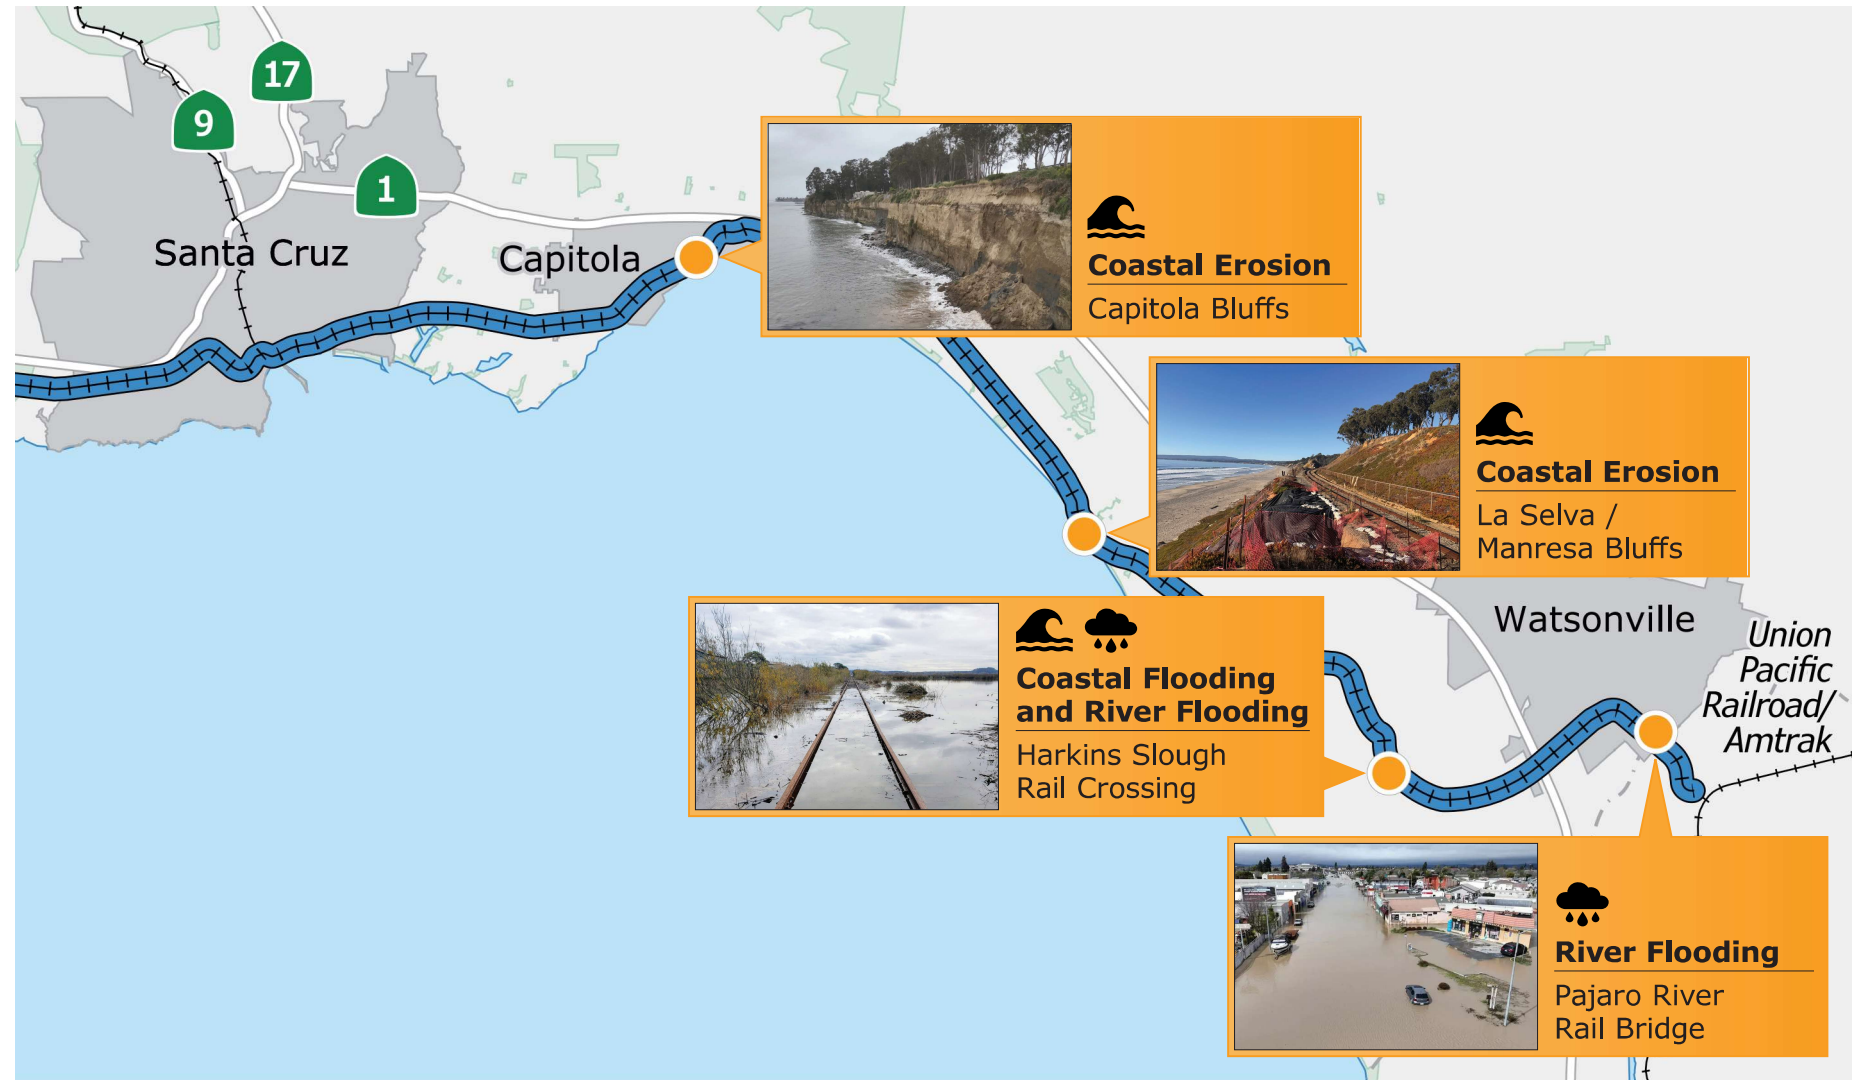 17
9
1
Santa Cruz
Capitola
Coastal Erosion
Capitola Bluffs
Coastal Erosion
La Selva /
Manresa Bluffs
Watsonville
Union
Pacific
Railroad/
Amtrak
Coastal Flooding
and River Flooding
Harkins Slough
Rail Crossing
River Flooding
Pajaro River
Rail Bridge